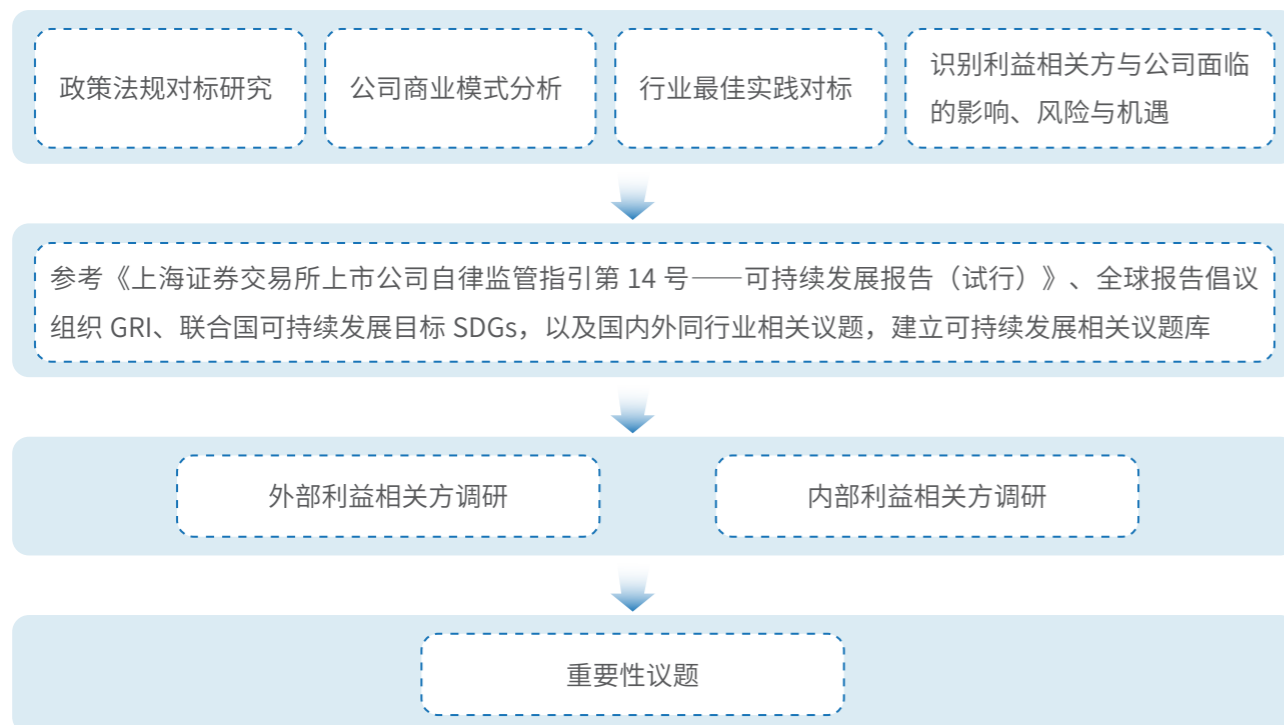 政策法规对标研究
公司商业模式分析
行业最佳实践对标
识别利益相关方与公司面临
的影响、风险与机遇
参考《上海证券交易所上市公司自律监管指引第 14 号——可持续发展报告（试行）》、全球报告倡议
组织 GRI、联合国可持续发展目标 SDGs，以及国内外同行业相关议题，建立可持续发展相关议题库
外部利益相关方调研
内部利益相关方调研
重要性议题